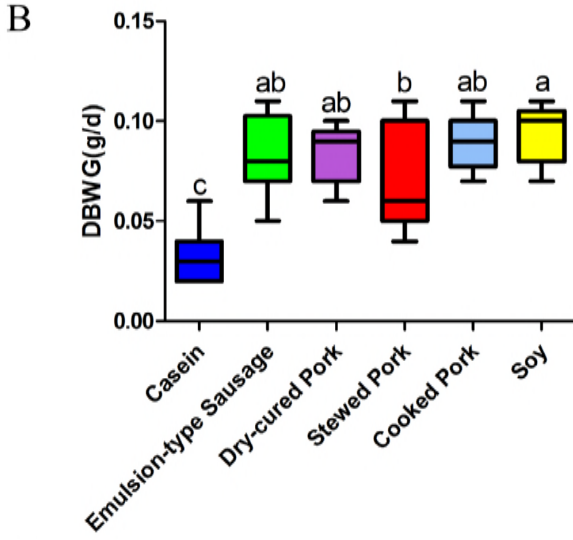 B
DBWG(g/d)
0.15
0.10
0.05
0.00
c
ab
ab
b
ab
a
Casein
Emulsion-type Sausage
Dry-cured Pork
Stewed Pork
Cooked Pork
Soy